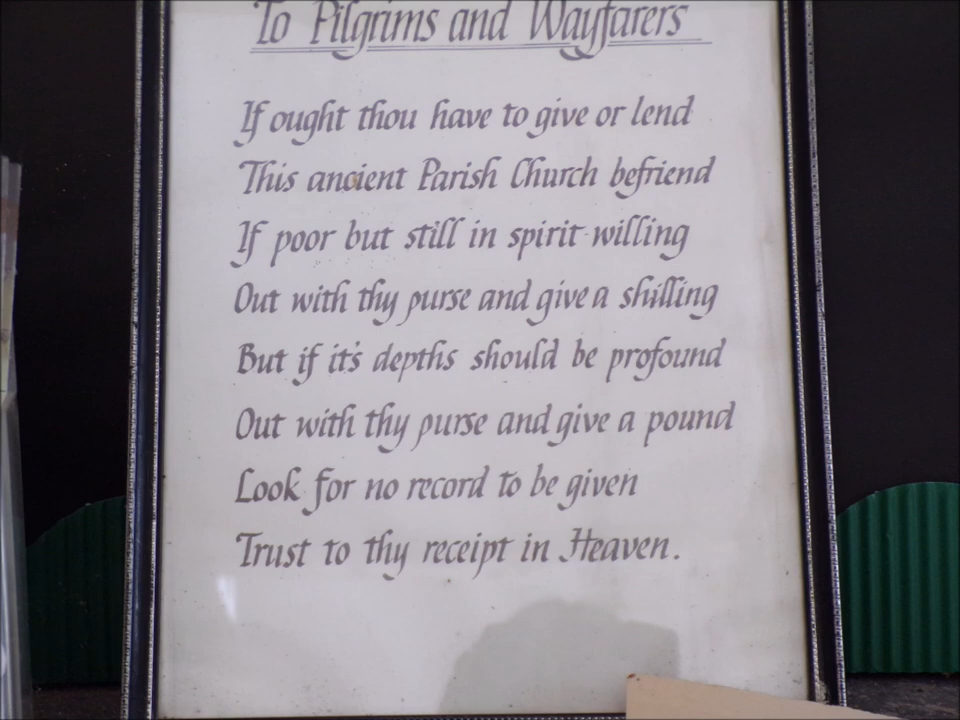 To Pilgrims and Wayfarers
If ought thou have to give or lend
This ancient Parish Church befriend
If poor but still in spirit willing
Out with thy purse and give a shilling
But if it's depths should be profound
Out with thy purse and give a pound
Look for no record to be given
Trust to thy receipt in Heaven.